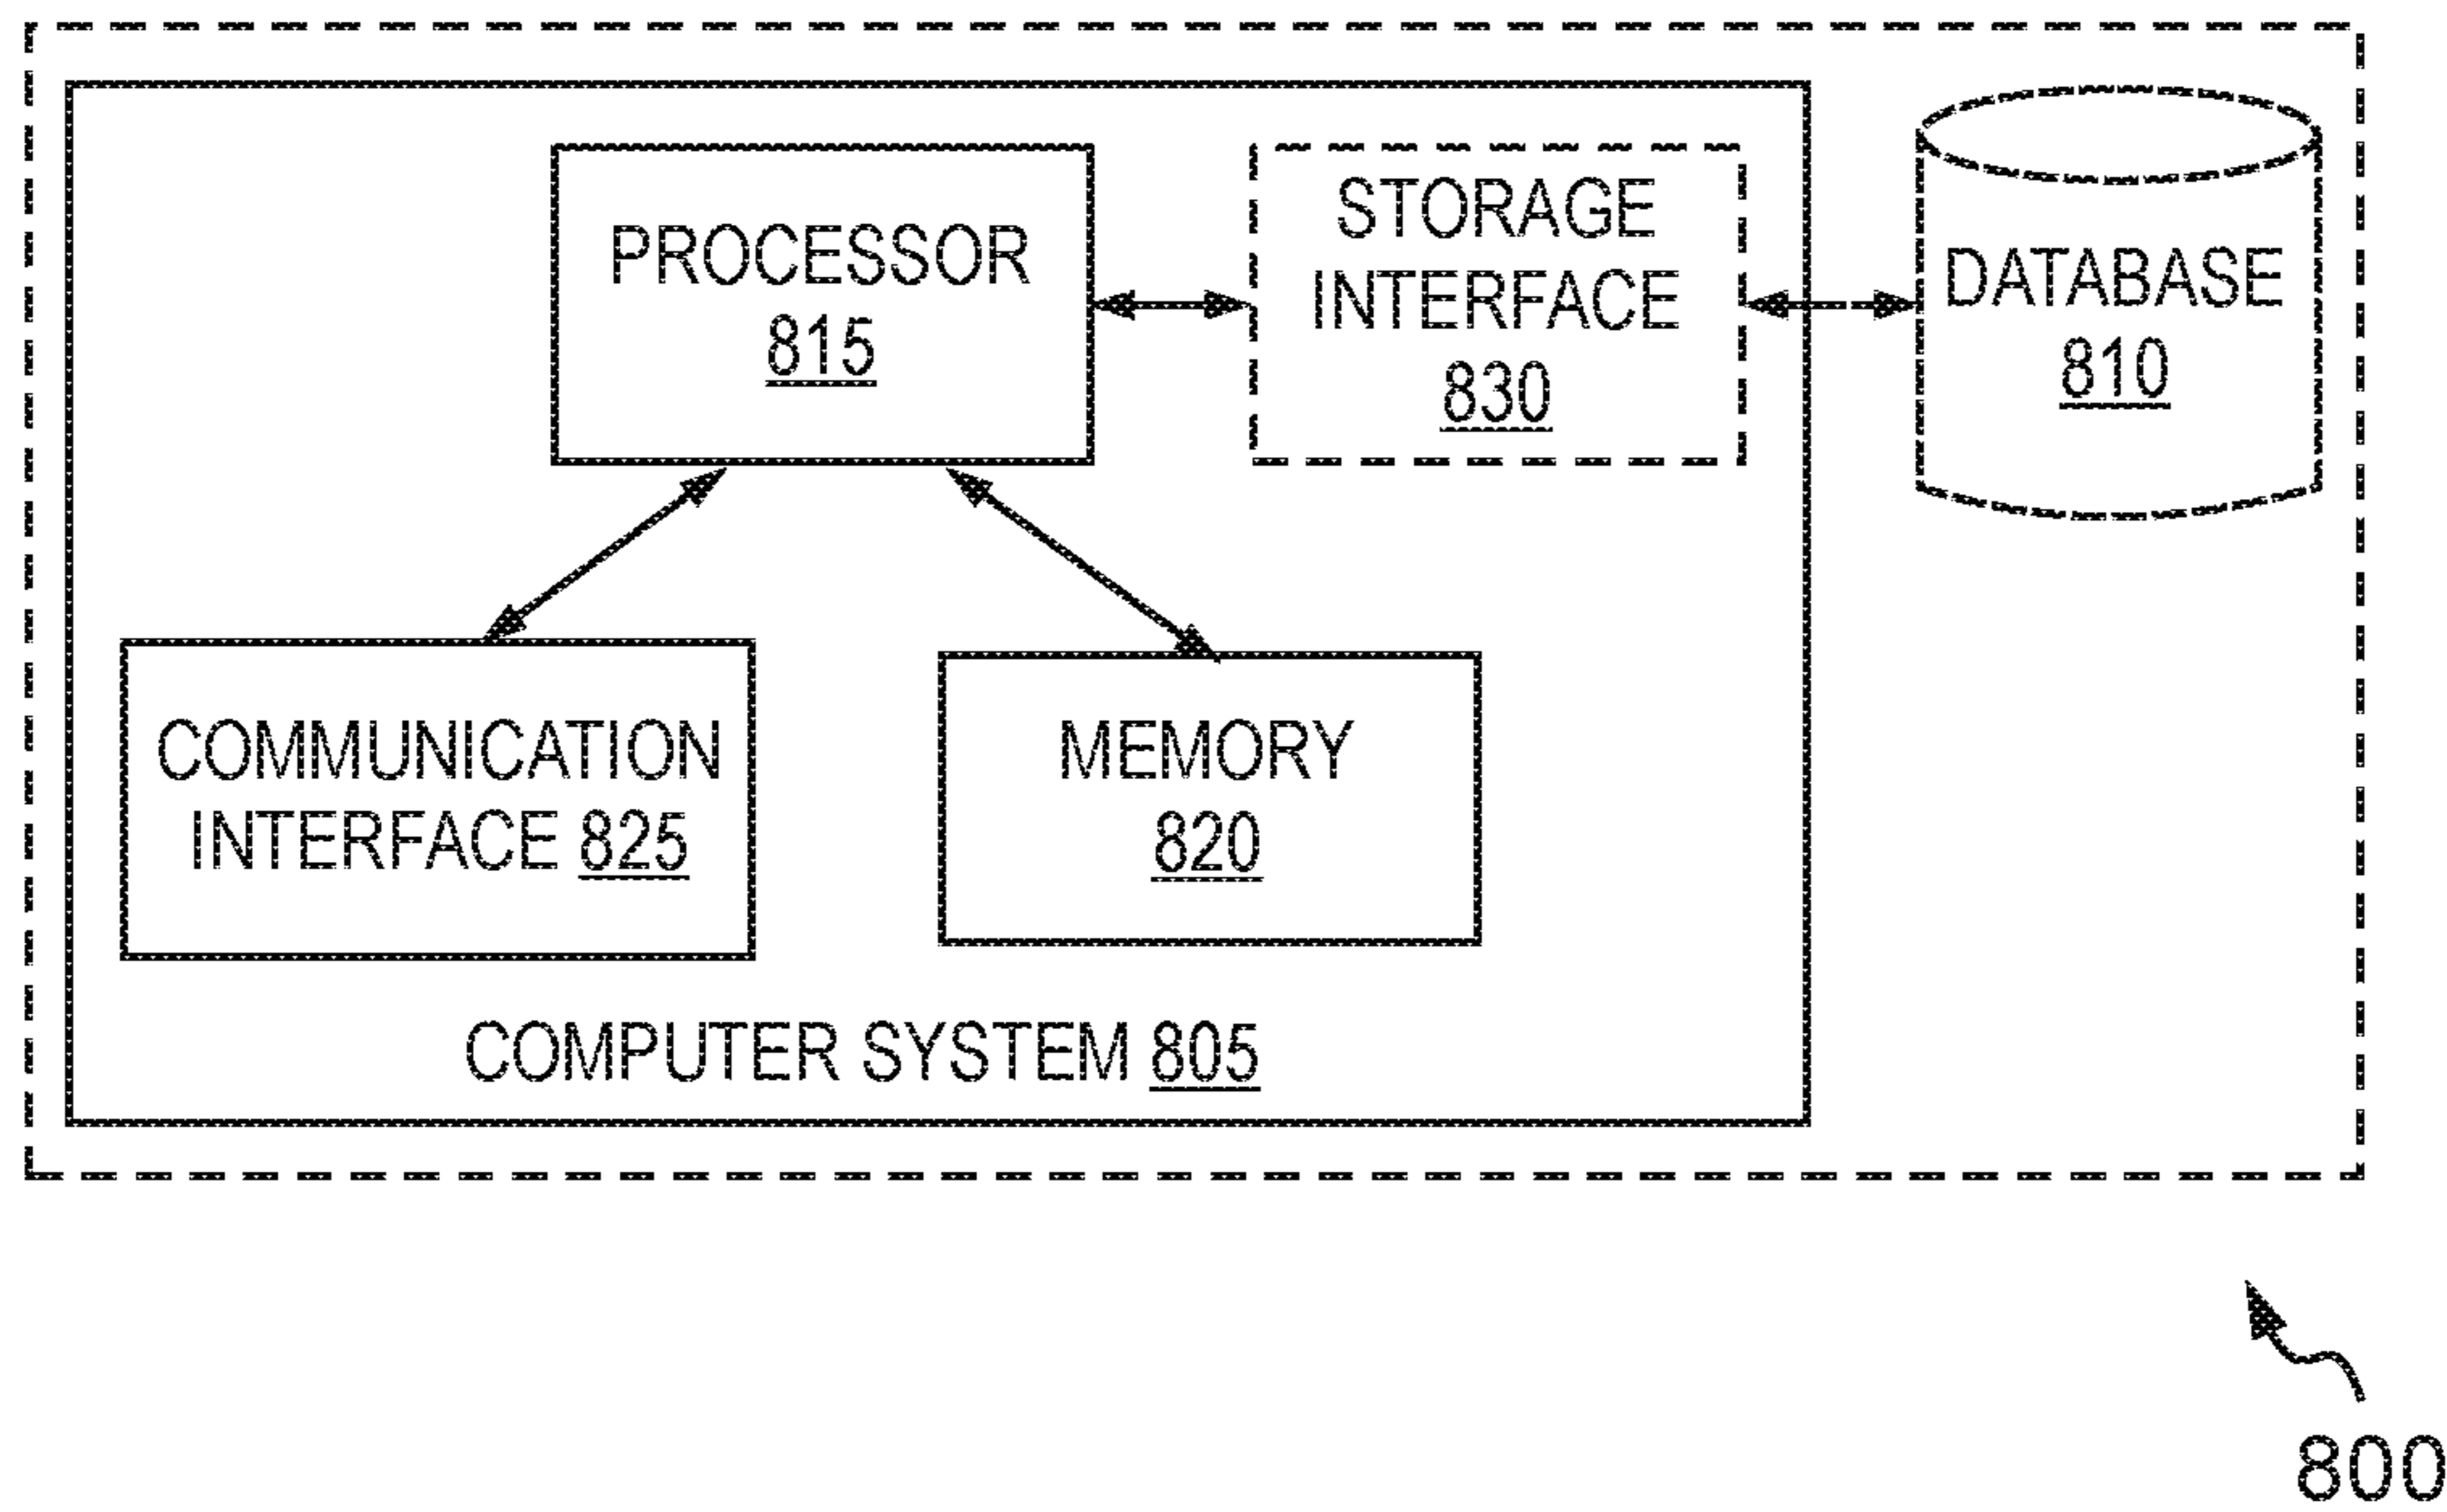 PROCESSOR
815
STORAGE
INTERFACE
830
DATABASE
810
COMMUNICATION
INTERFACE 825
MEMORY
820
COMPUTER SYSTEM 805
800